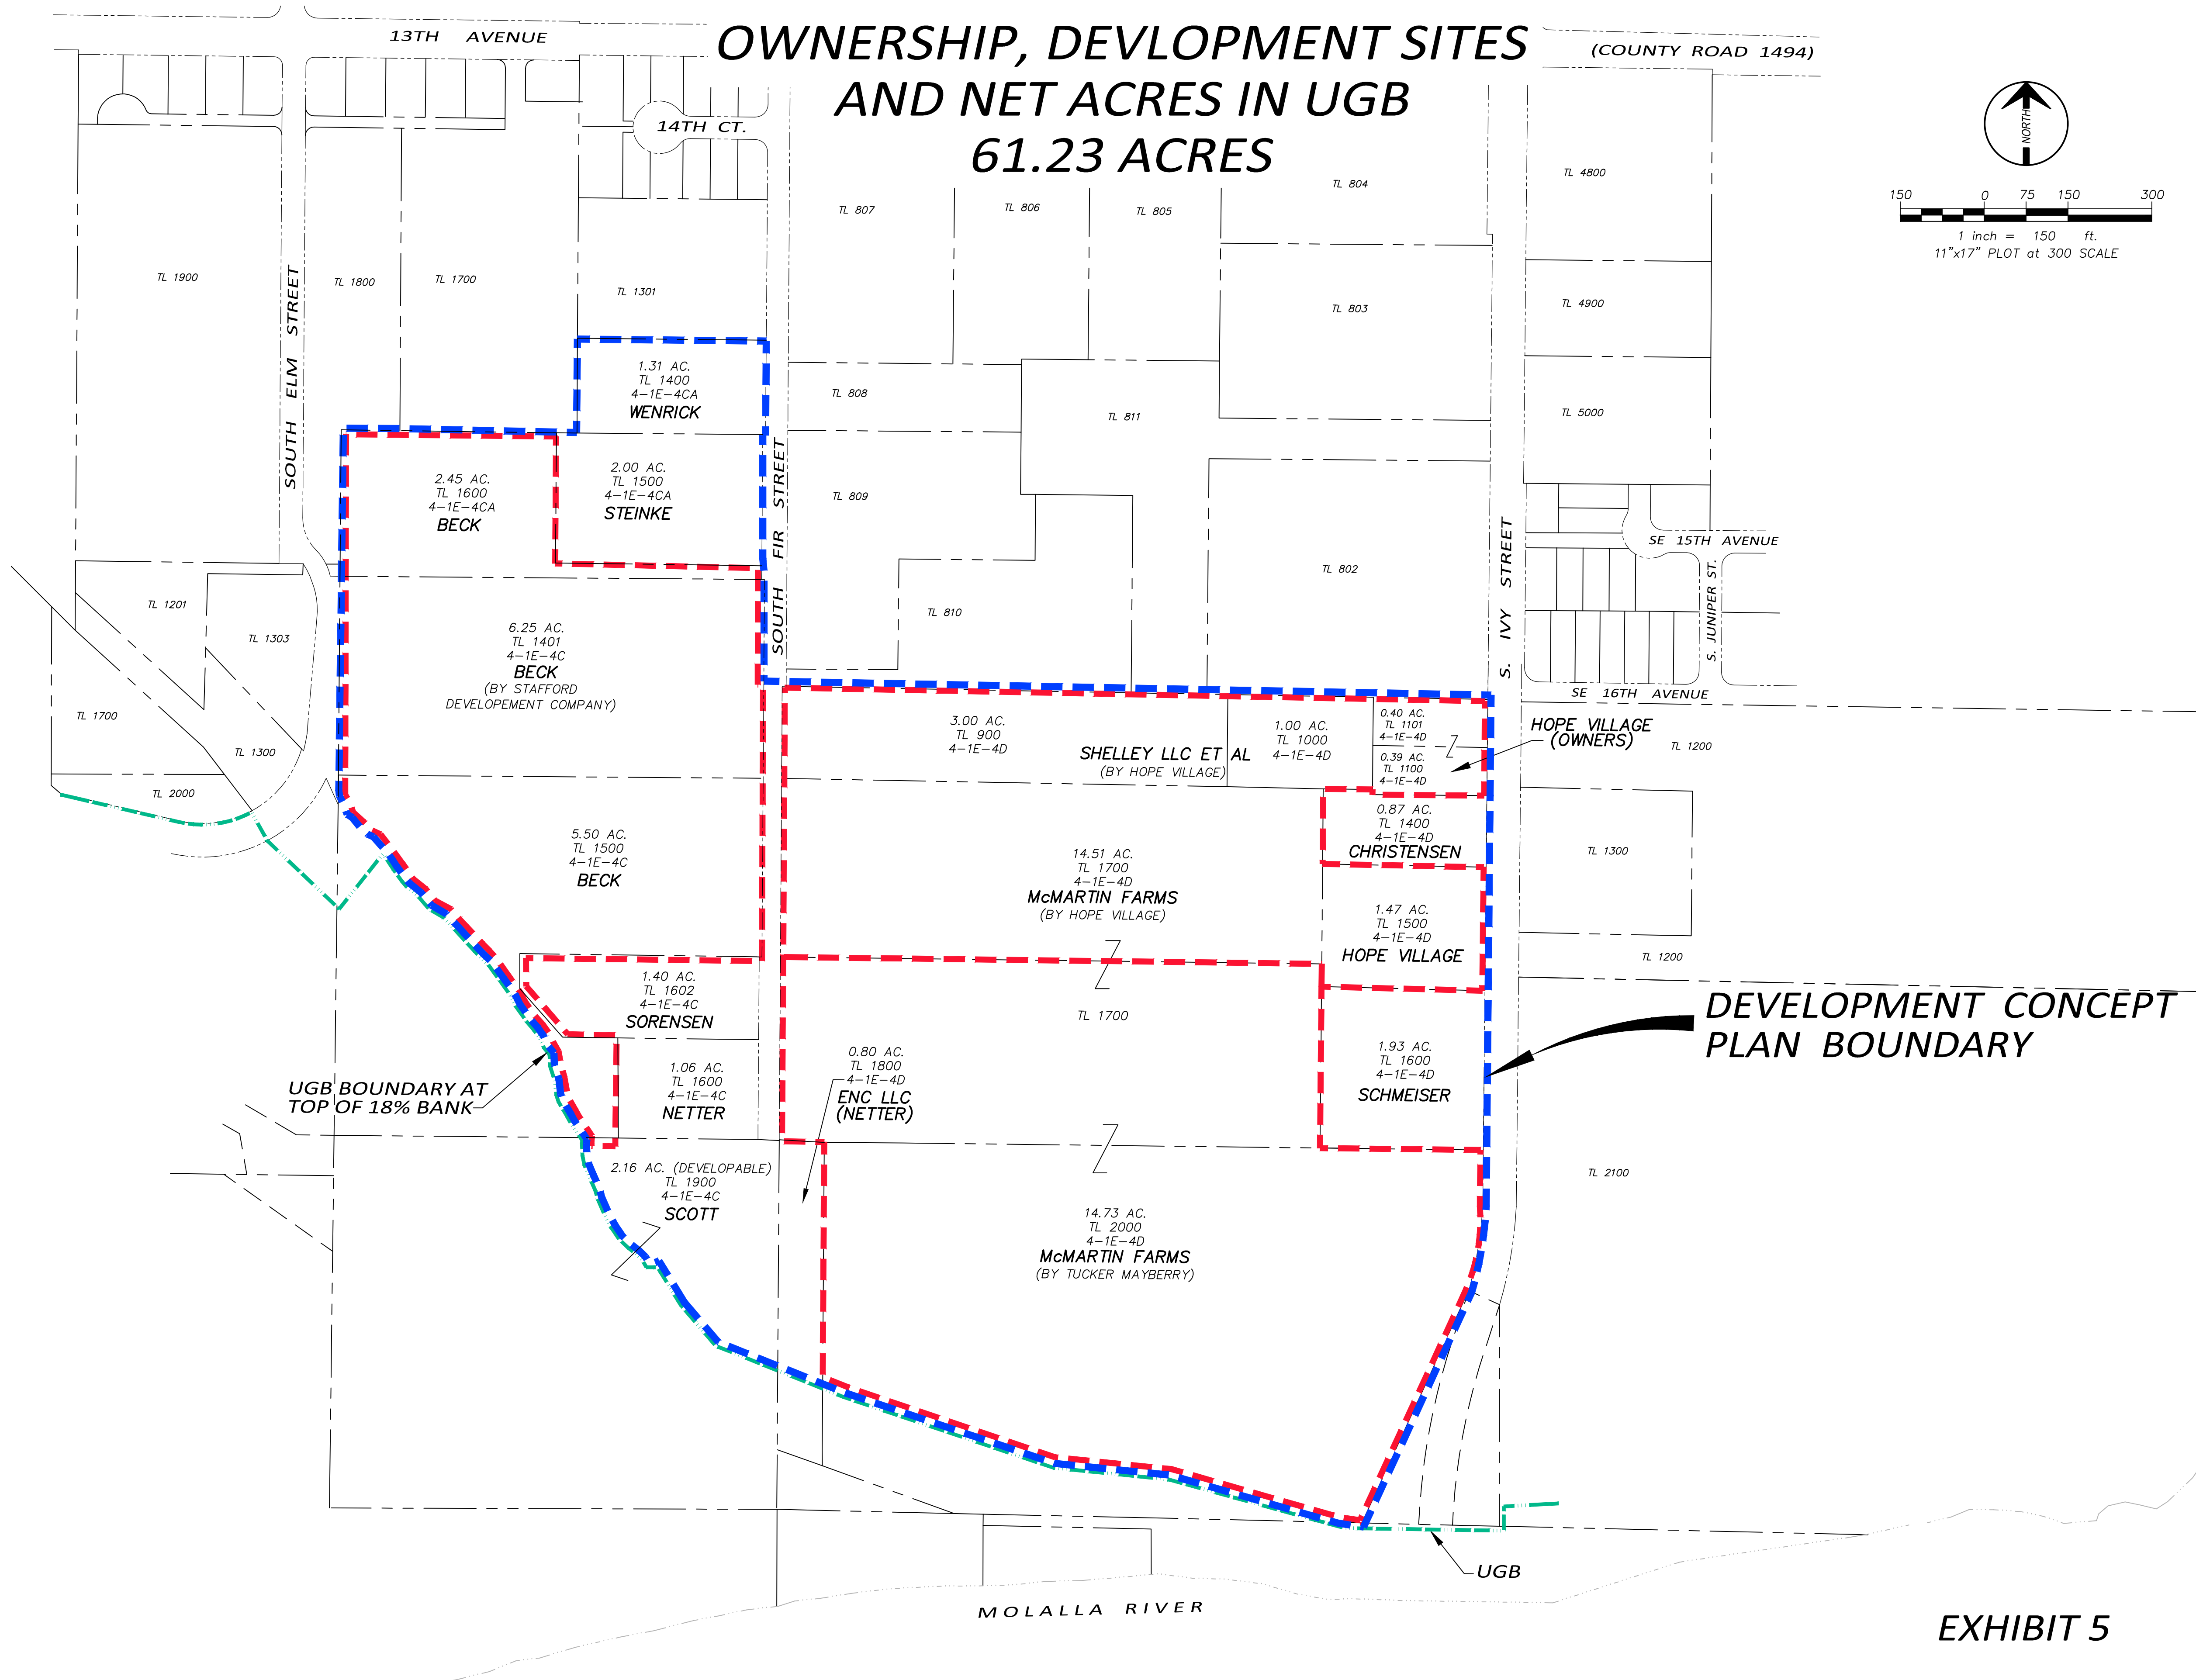 13TH AVENUE
OWNERSHIP, DEVLOPMENT SITES
AND NET ACRES IN UGB
61.23 ACRES
(COUNTY ROAD 1494)
14TH CT.
NORTH
150 0 75 150 300
1 inch = 150 ft.
11"x17" PLOT at 300 SCALE
TL 807
TL 806
TL 805
TL 804
TL 4800
TL 1900
SOUTH ELM STREET
TL 1800
TL 1700
TL 1301
TL 803
TL 4900
1.31 AC.
TL 1400
4-1E-4CA
WENRICK
TL 808
TL 811
TL 5000
2.45 AC.
TL 1600
4-1E-4CA
BECK
2.00 AC.
TL 1500
4-1E-4CA
STEINKE
SOUTH FIR STREET
TL 809
TL 802
S. IVY STREET
SE 15TH AVENUE
S. JUNIPER ST.
TL 1201
TL 1303
TL 810
6.25 AC.
TL 1401
4-1E-4C
BECK
(BY STAFFORD
DEVELOPEMENT COMPANY)
SE 16TH AVENUE
TL 1700
TL 1300
TL 2000
3.00 AC.
TL 900
4-1E-4D
SHELLEY LLC ET AL
(BY HOPE VILLAGE)
1.00 AC.
TL 1000
4-1E-4D
0.40 AC.
TL 1101
4-1E-4D
0.39 AC.
TL 1100
4-1E-4D
HOPE VILLAGE
(OWNERS)
TL 1200
5.50 AC.
TL 1500
4-1E-4C
BECK
14.51 AC.
TL 1700
4-1E-4D
McMARTIN FARMS
(BY HOPE VILLAGE)
0.87 AC.
TL 1400
4-1E-4D
CHRISTENSEN
TL 1300
1.47 AC.
TL 1500
4-1E-4D
HOPE VILLAGE
TL 1200
1.40 AC.
TL 1602
4-1E-4C
SORENSEN
TL 1700
DEVELOPMENT CONCEPT
PLAN BOUNDARY
UGB BOUNDARY AT
TOP OF 18% BANK
1.06 AC.
TL 1600
4-1E-4C
NETTER
0.80 AC.
TL 1800
4-1E-4D
ENC LLC
(NETTER)
1.93 AC.
TL 1600
4-1E-4D
SCHMEISER
2.16 AC. (DEVELOPABLE)
TL 1900
4-1E-4C
SCOTT
TL 2100
14.73 AC.
TL 2000
4-1E-4D
McMARTIN FARMS
(BY TUCKER MAYBERRY)
UGB
MOLALLA RIVER
EXHIBIT 5